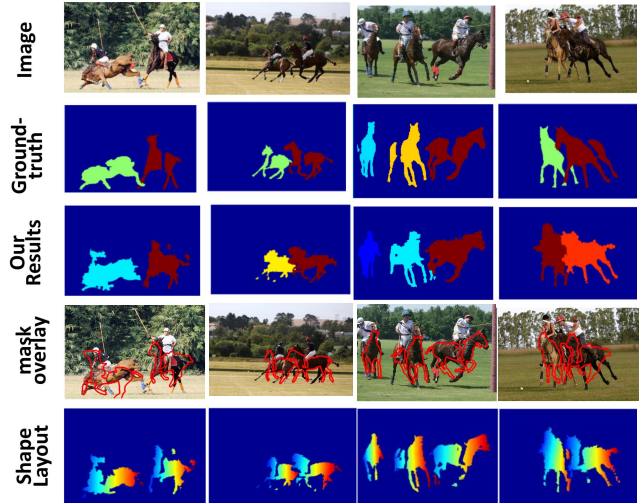 Image
Ground-
truth
Our
Results
mask
overlay
Shape
Layout